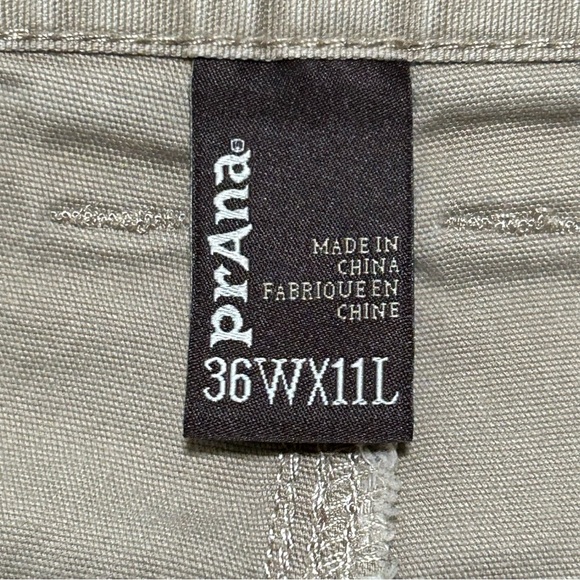 prAna
MADE IN
CHINA
FABRIQUE EN
CHINE
36WX11L